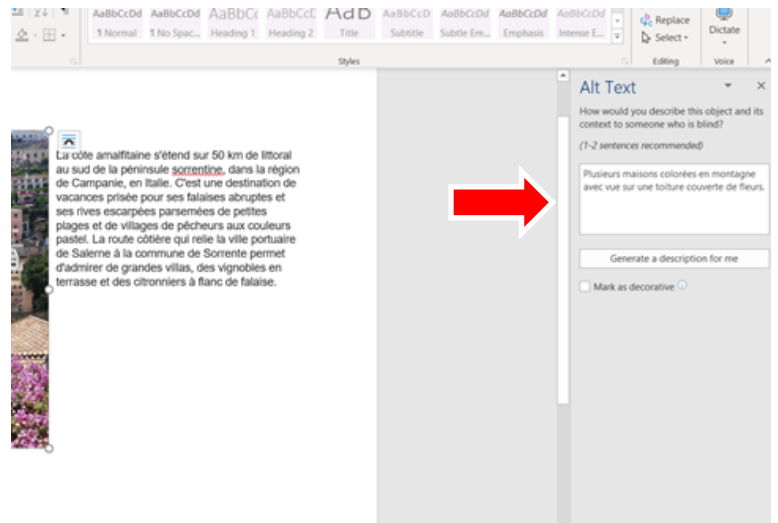 AaBbCcDd AaBbCcDd AaBbCc AaBbCcE AaB AaBbCcD AaBbCcDd AaBbCcDd AaBbCcDd
¶ Normal ¶ No Spac... Heading 1 Heading 2 Title Subtitle Subtle Em... Emphasis Intense E...
Replace
Select
Dictate
Styles
Editing
Voice
La côte amalfitaine s'étend sur 50 km de littoral
au sud de la péninsule sorrentine, dans la région
de Campanie, en Italie. C'est une destination de
vacances prisée pour ses falaises abruptes et
ses rives escarpées parsemées de petites
plages et de villages de pêcheurs aux couleurs
pastel. La route côtière qui relie la ville portuaire
de Salerne à la commune de Sorrente permet
d'admirer de grandes villas, des vignobles en
terrasse et des citronniers à flanc de falaise.
Alt Text
How would you describe this object and its
context to someone who is blind?
(1-2 sentences recommended)
Plusieurs maisons colorées en montagne
avec vue sur une toiture couverte de fleurs.
Generate a description for me
Mark as decorative